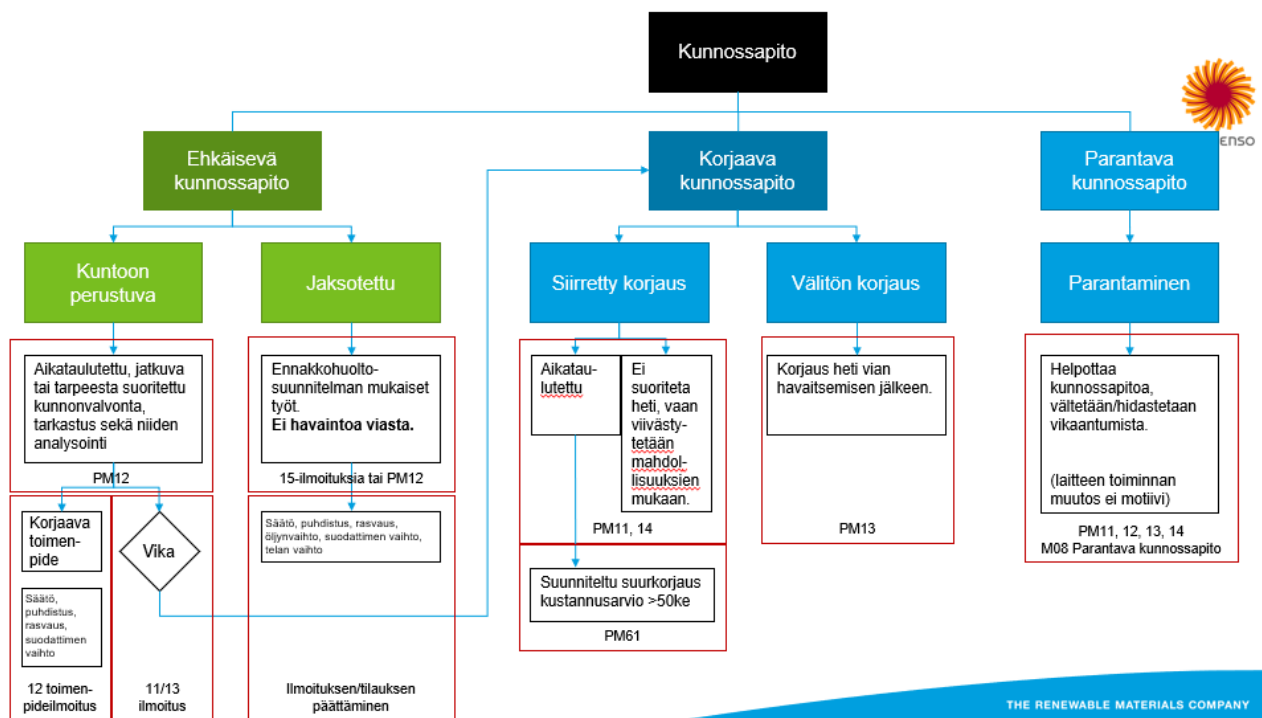 Kunnossapito
ENSO
Ehkäisevä
kunnossapito
Korjaava
kunnossapito
Parantava
kunnossapito
Kuntoon
perustuva
Jaksotettu
Siirretty korjaus
Välitön korjaus
Parantaminen
Aikataulutettu, jatkuva
tai tarpeesta suoritettu
kunnonvalvonta,
tarkastus sekä niiden
analysointi
PM12
Ennakkohuolto-
suunnitelman mukaiset
työt.
Ei havaintoa viasta.
15-ilmoituksia tai PM12
Aikatau-
lutettu
Ei
suoriteta
heti, vaan
viivästy-
tetään
mahdol-
lisuuksien
mukaan.
PM11, 14
Korjaus heti vian
havaitsemisen jälkeen.
PM13
Helpottaa
kunnossapitoa,
vältetään/hidastetaan
vikaantumista.
(laitteen toiminnan
muutos ei motiivi)
PM11, 12, 13, 14
M08 Parantava kunnossapito
Korjaava
toimen-
pide
Vika
Säätö,
puhdistus,
rasvaus,
suodattimen
vaihto
12 toimen-
pideilmoitus
11/13
ilmoitus
Säätö, puhdistus, rasvaus,
öljynvaihto, suodattimen vaihto,
telan vaihto
Ilmoituksen/tilauksen
päättäminen
Suunniteltu suurkorjaus
kustannusarvio >50ke
PM61
THE RENEWABLE MATERIALS COMPANY